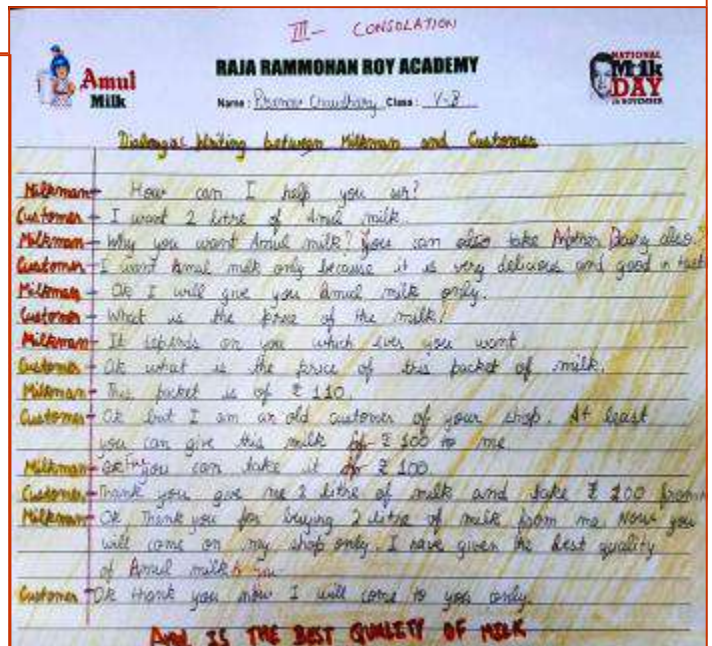 III - CONSOLATION
Amul
Milk
RAJA RAMMOHAN ROY ACADEMY
NATIONAL
Milk
DAY
26 NOVEMBER
Name: Pranav Chaudhary Class: V-B
Dialogue Writing between Milkman and Customer
Milkman - How can I help you sir?
Customer - I want 2 litre of Amul milk.
Milkman - Why you want Amul milk? You can also take Mother Dairy also?
Customer - I want Amul milk only because it is very delicious and good in tast
Milkman - Ok I will give you Amul milk only.
Customer - What is the price of the milk?
Milkman - It depends on you which ever you want.
Customer - Ok what is the price of this packet of milk.
Milkman - This packet is of ₹ 110.
Customer - Ok but I am an old customer of your shop. At least
you can give this milk for ₹ 100 to me
Milkman - Ok you can take it for ₹ 100.
Customer - Thank you give me 2 litre of milk and take ₹ 200 from
Milkman - Ok, Thank you for buying 2 litre of milk from me. Now you
will come on my shop only. I have given the best quality
of Amul milk to you
Customer - Ok thank you now I will come to you only.
AMUL IS THE BEST QUALITY OF MILK